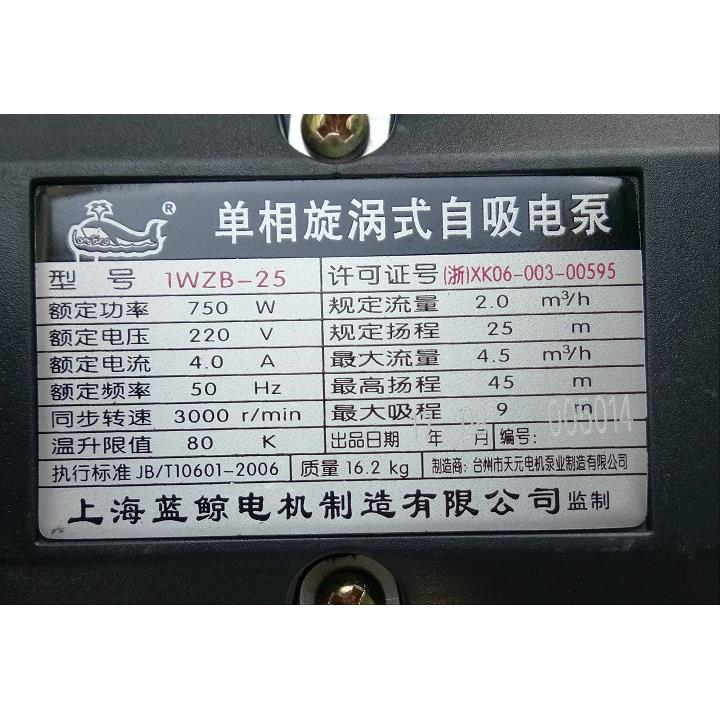 ® 单相旋涡式自吸电泵
型号 1WZB-25 许可证号 (浙)XK06-003-00595
额定功率 750 W 规定流量 2.0 m³/h
额定电压 220 V 规定扬程 25 m
额定电流 4.0 A 最大流量 4.5 m³/h
额定频率 50 Hz 最高扬程 45 m
同步转速 3000 r/min 最大吸程 9 m
温升限值 80 K 出品日期 年 月 编号: 005014
执行标准 JB/T10601-2006 质量 16.2 kg 制造商: 台州市天元电机泵业制造有限公司
上海蓝鲸电机制造有限公司 监制